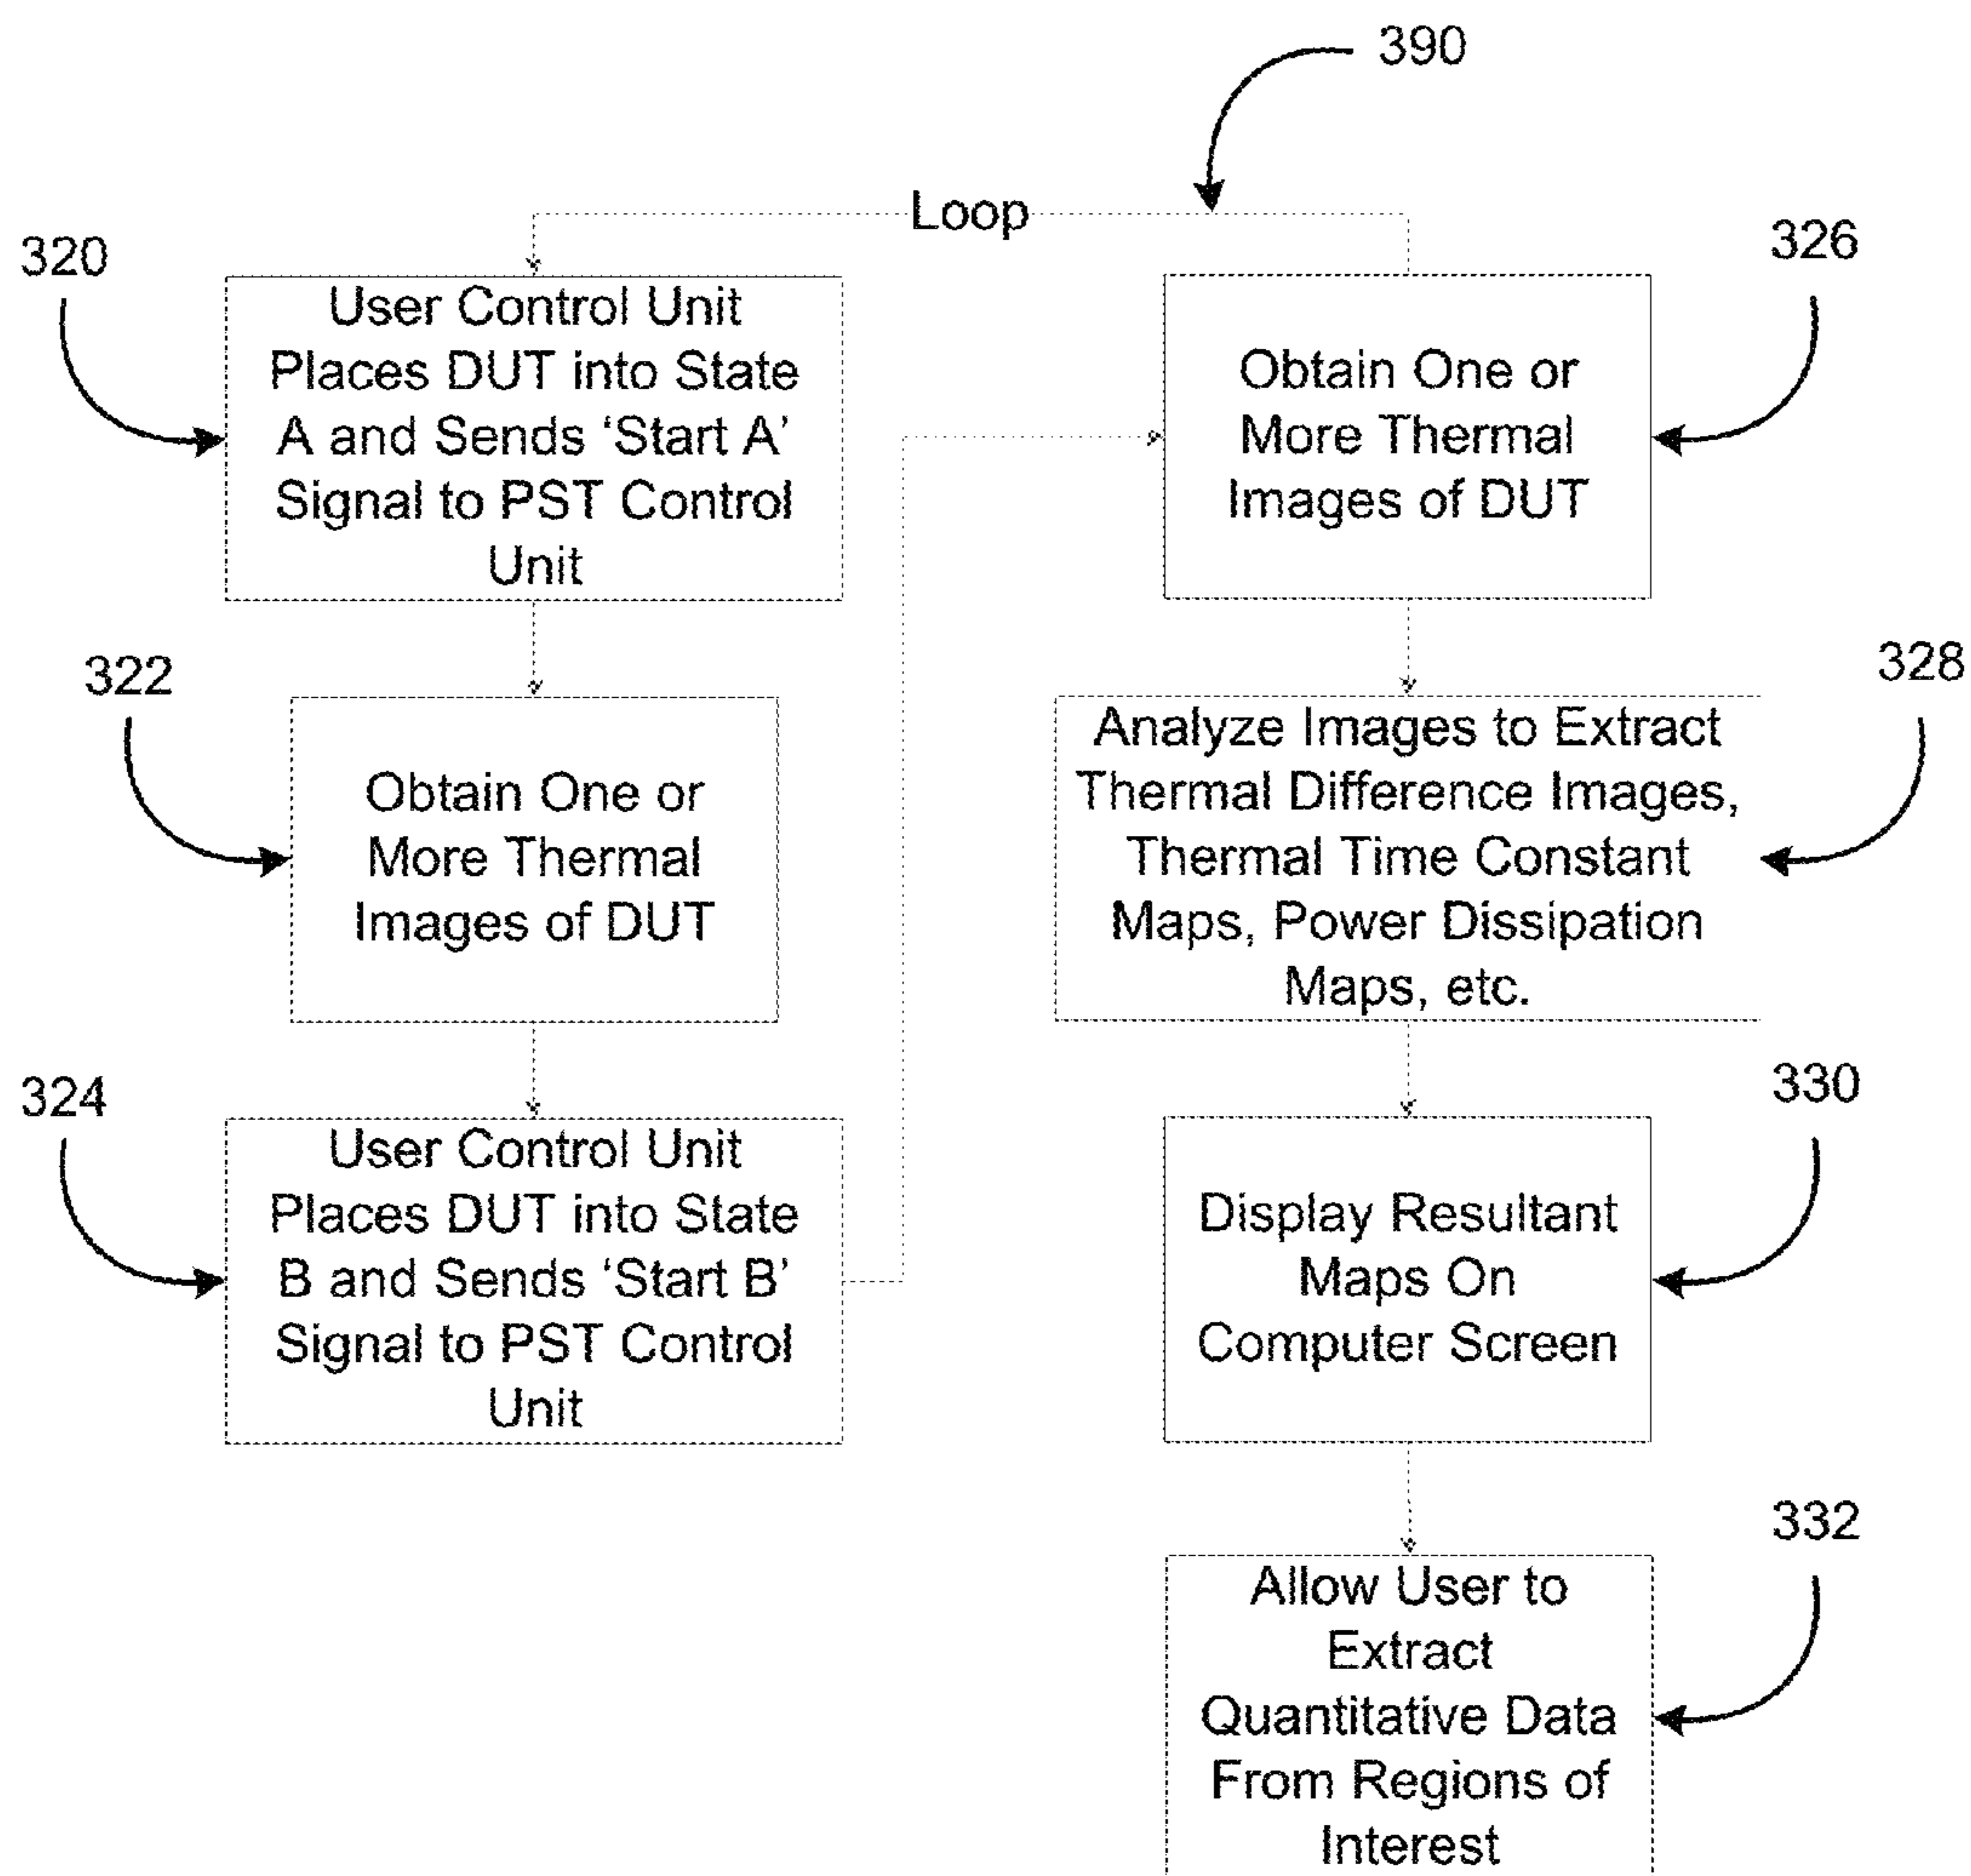 390
Loop
320
User Control Unit
Places DUT into State
A and Sends ‘Start A’
Signal to PST Control
Unit
322
Obtain One or
More Thermal
Images of DUT
324
User Control Unit
Places DUT into State
B and Sends ‘Start B’
Signal to PST Control
Unit
326
Obtain One or
More Thermal
Images of DUT
328
Analyze Images to Extract
Thermal Difference Images,
Thermal Time Constant
Maps, Power Dissipation
Maps, etc.
330
Display Resultant
Maps On
Computer Screen
332
Allow User to
Extract
Quantitative Data
From Regions of
Interest